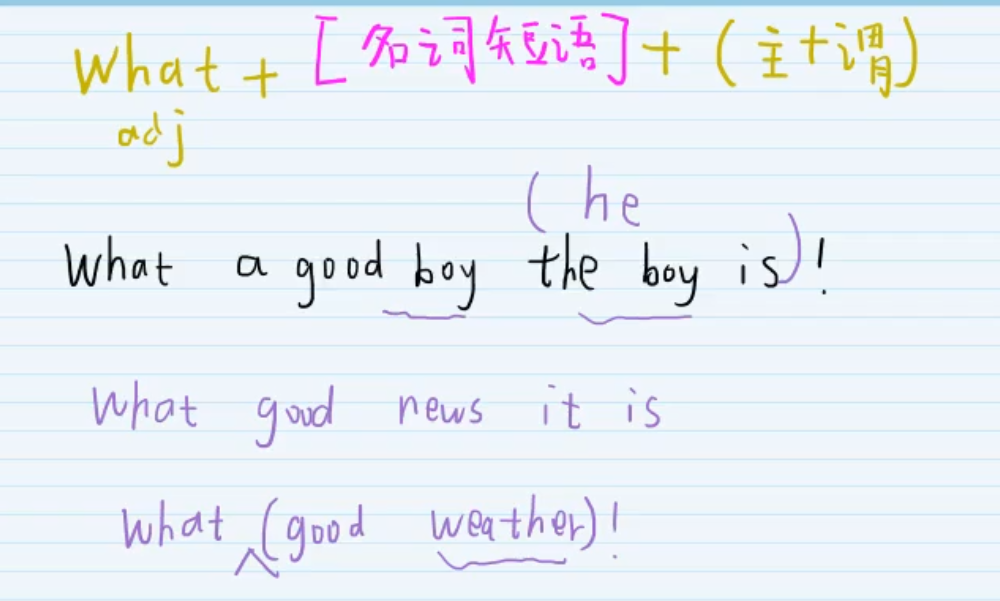 What + [名词短语] + (主+谓)
adj
(he
What a good boy the boy is)!
What good news it is
what (good weather)!